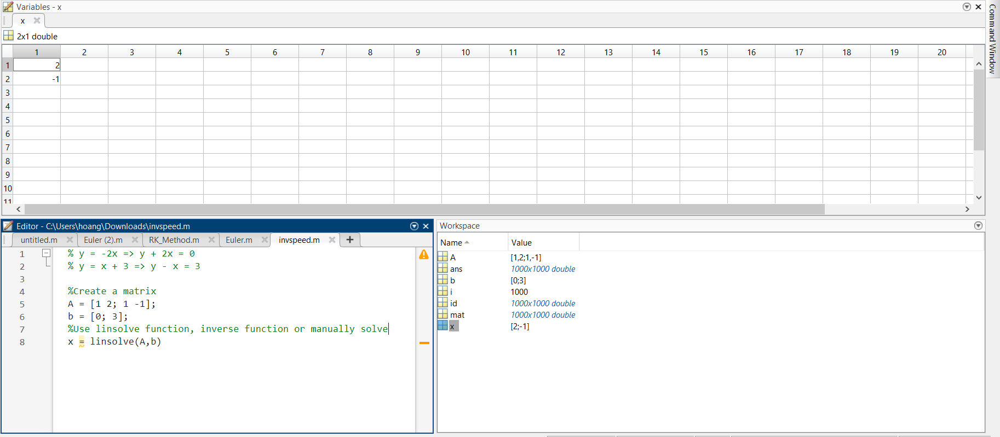 Variables - x
x
2x1 double
1 2 3 4 5 6 7 8 9 10 11 12 13 14 15 16 17 18 19 20
1 2
2 -1
3
4
5
6
7
8
9
10
11
Command Window
Editor - C:\Users\hoang\Downloads\invspeed.m
untitled.m Euler (2).m RK_Method.m Euler.m invspeed.m +
1 % y = -2x => y + 2x = 0
2 % y = x + 3 => y - x = 3
3
4 %Create a matrix
5 A = [1 2; 1 -1];
6 b = [0; 3];
7 %Use linsolve function, inverse function or manually solve
8 x = linsolve(A,b)
Workspace
Name Value
A [1,2;1,-1]
ans 1000x1000 double
b [0;3]
i 1000
id 1000x1000 double
mat 1000x1000 double
x [2;-1]